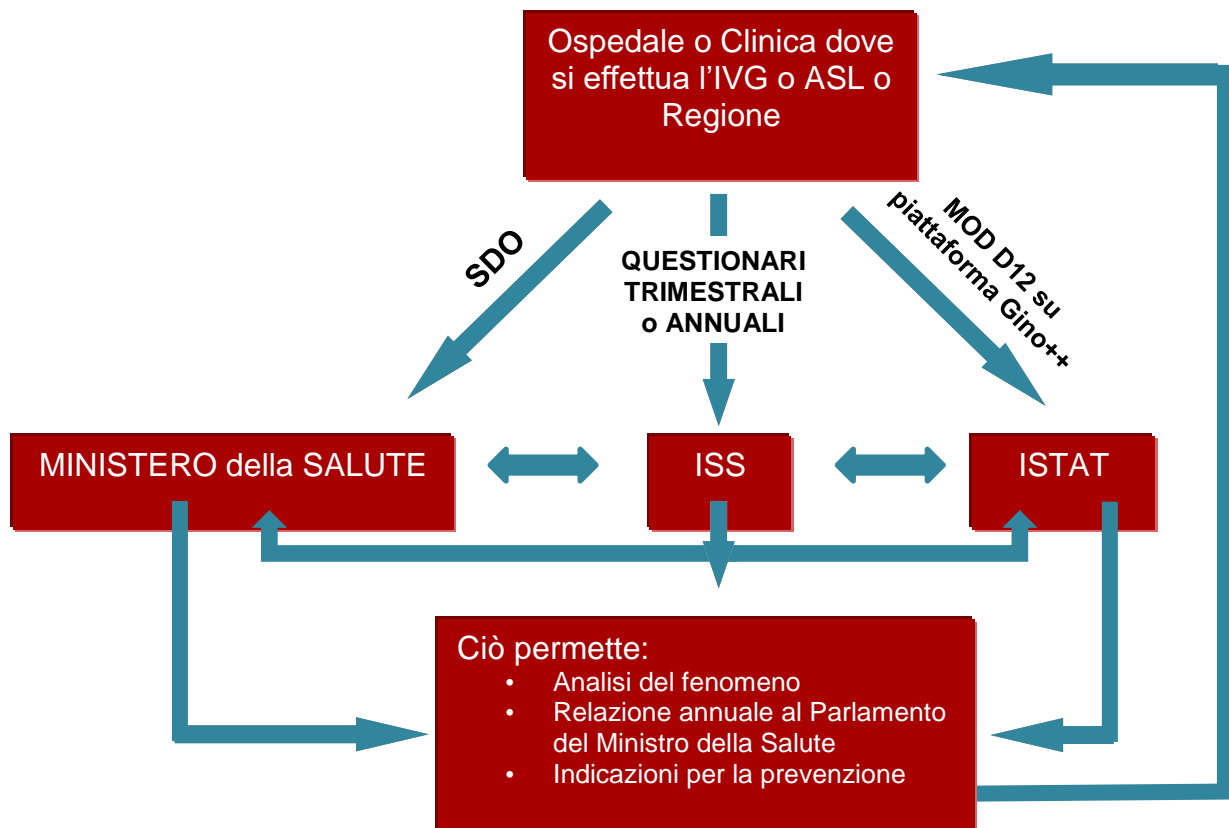 Ospedale o Clinica dove
si effettua l'IVG o ASL o
Regione
SDO
QUESTIONARI
TRIMESTRALI
o ANNUALI
MOD D12 su
piattaforma Gino++
MINISTERO della SALUTE
ISS
ISTAT
Ciò permette:
• Analisi del fenomeno
• Relazione annuale al Parlamento
del Ministro della Salute
• Indicazioni per la prevenzione